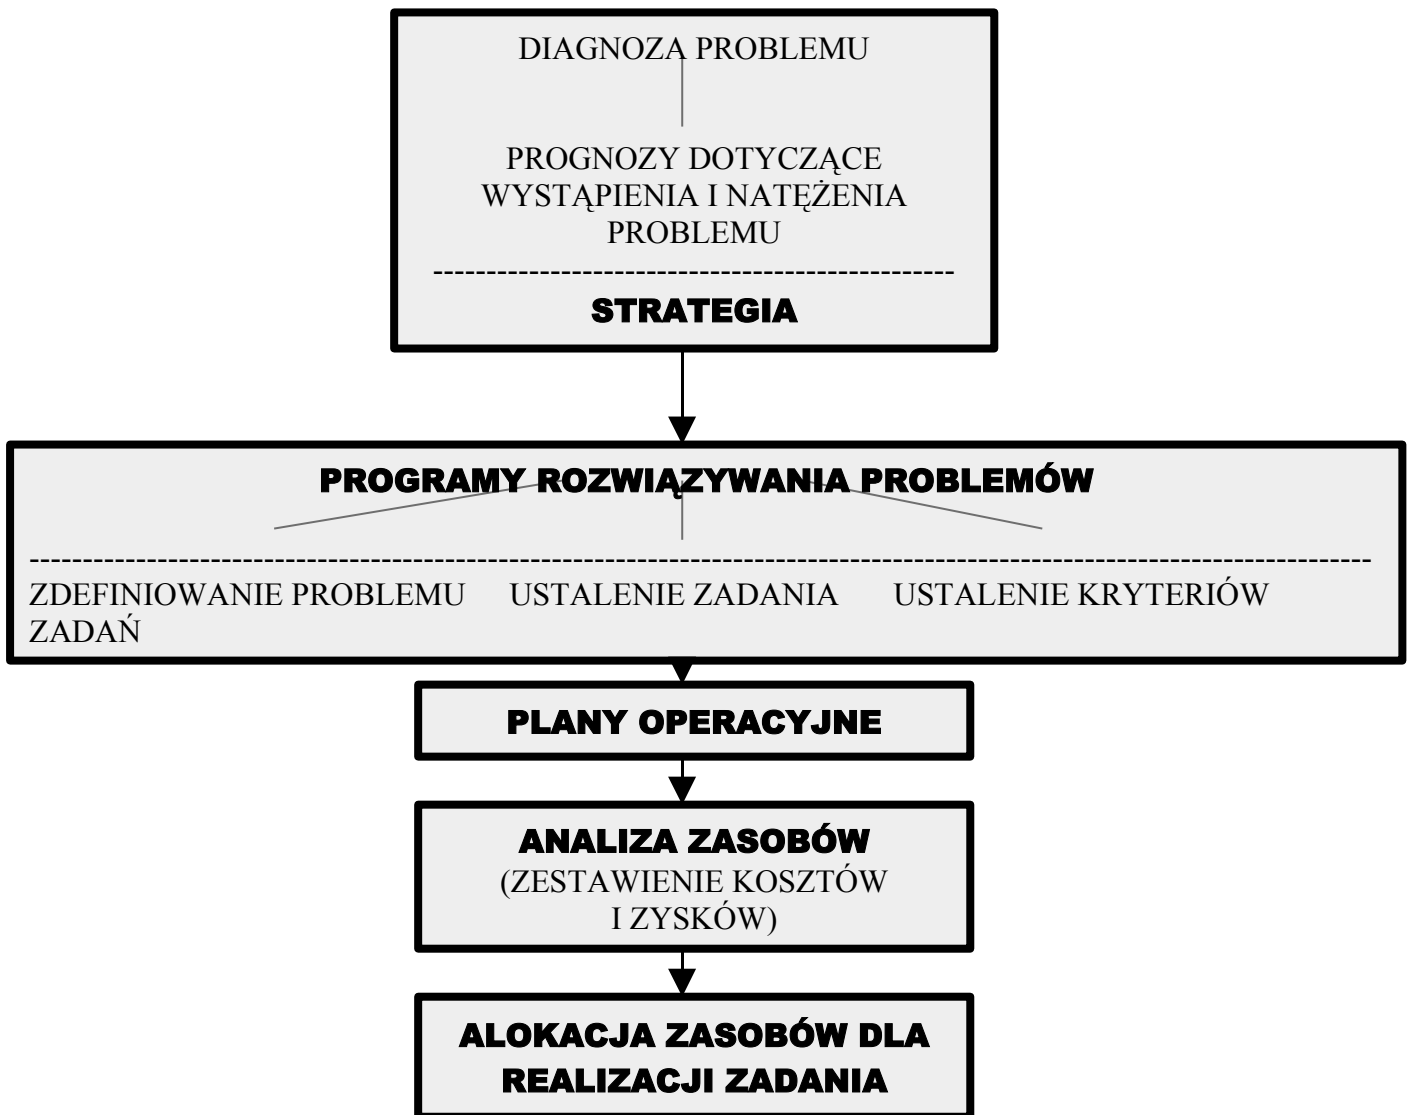 DIAGNOZA PROBLEMU
PROGNOZY DOTYCZĄCE
WYSTĄPIENIA I NATĘŻENIA
PROBLEMU
-------------------------------------------------
STRATEGIA
PROGRAMY ROZWIĄZYWANIA PROBLEMÓW
--------------------------------------------------------------------------------------------------------------------------------
ZDEFINIOWANIE PROBLEMU USTALENIE ZADANIA USTALENIE KRYTERIÓW
ZADAŃ
PLANY OPERACYJNE
ANALIZA ZASOBÓW
(ZESTAWIENIE KOSZTÓW
I ZYSKÓW)
ALOKACJA ZASOBÓW DLA
REALIZACJI ZADANIA